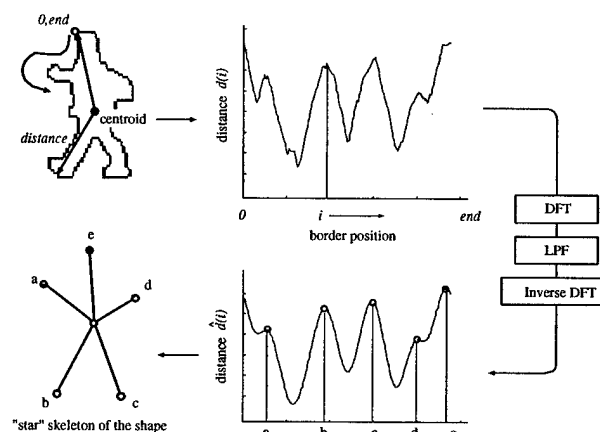 0,end
centroid
distance
distance d(i)
0
i
end
border position
DFT
LPF
Inverse DFT
e
a
d
b
c
"star" skeleton of the shape
distance d̂(i)
a
b
c
d
e